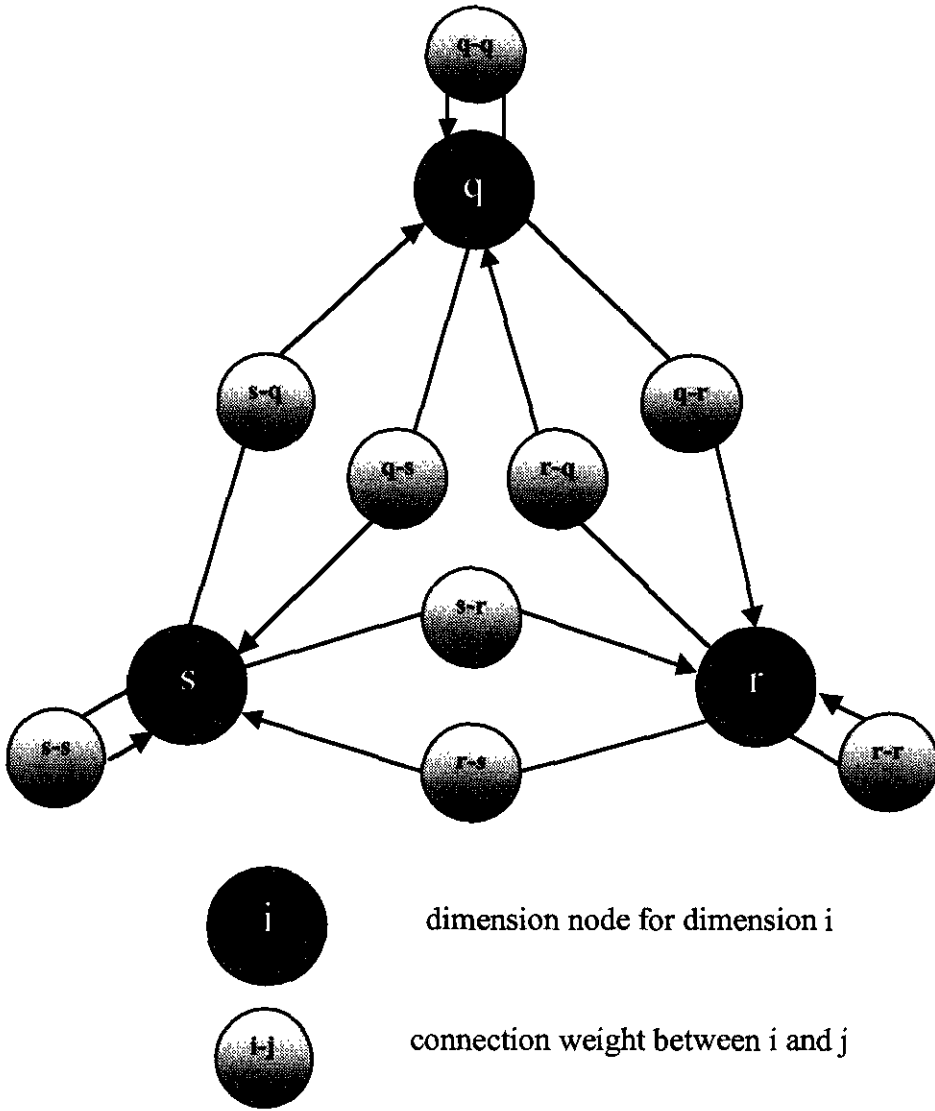 q-q
q
s-q
q-r
q-s
r-q
s-r
s
r
s-s
r-s
r-r
i
dimension node for dimension i
i-j
connection weight between i and j